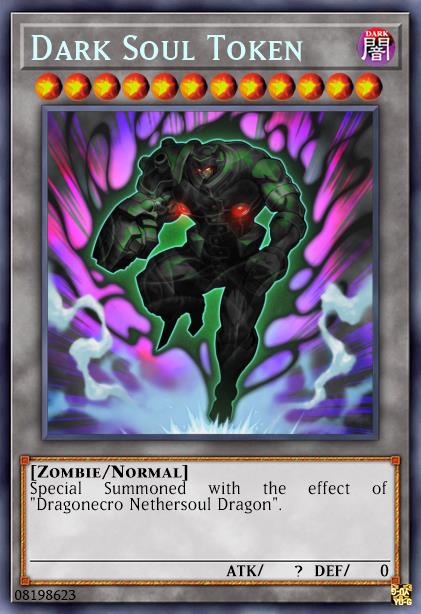 DARK SOUL TOKEN
DARK
闇
[ZOMBIE/NORMAL]
Special Summoned with the effect of
"Dragonecro Nethersoul Dragon".
ATK/ ? DEF/ 0
08198623